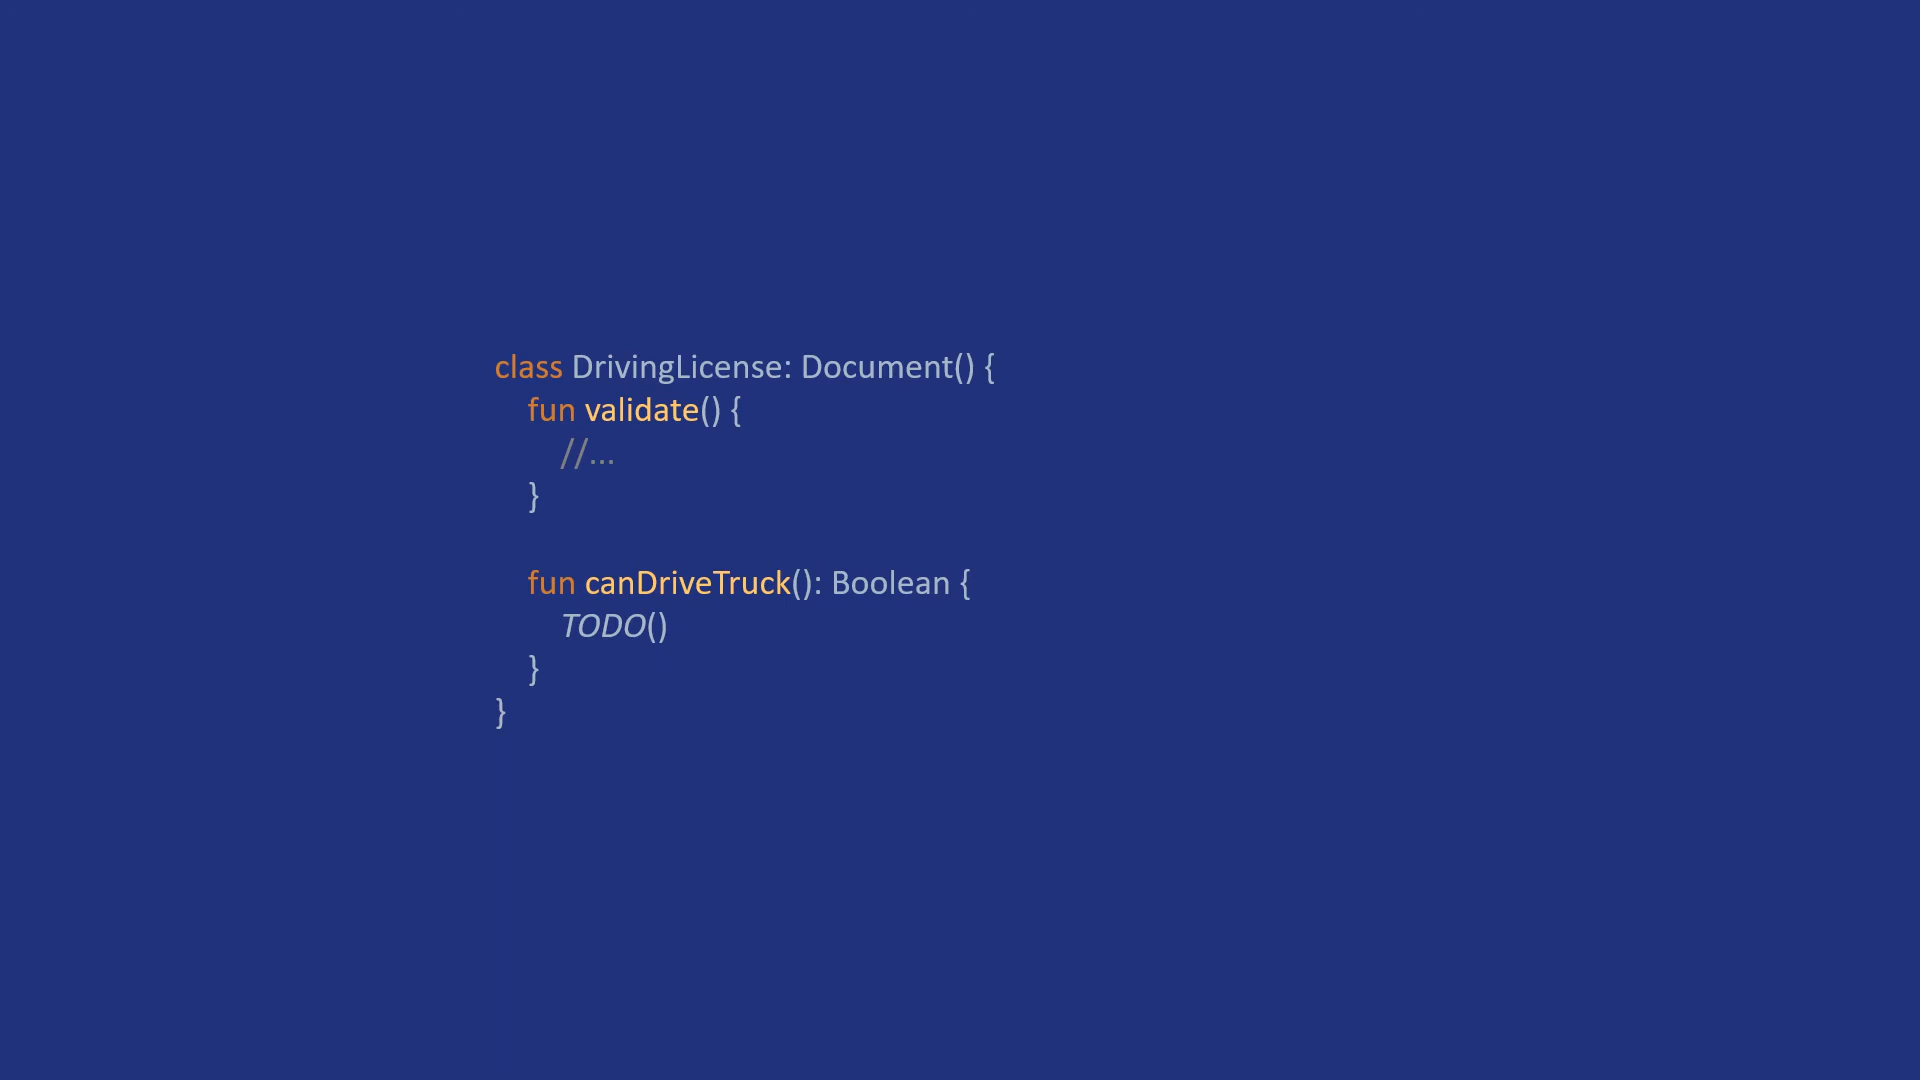 class DrivingLicense: Document() {
fun validate() {
//...
}
fun canDriveTruck(): Boolean {
TODO()
}
}